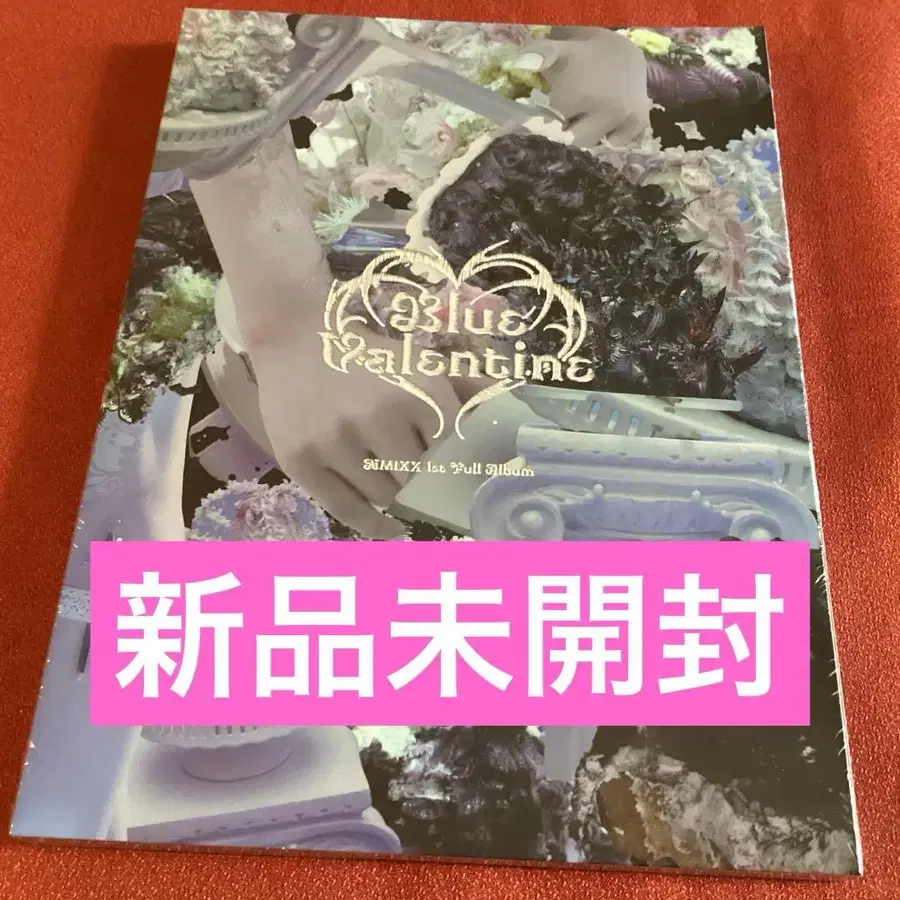 Blue
Valentine
NMIXX 1st Full Album
新品未開封